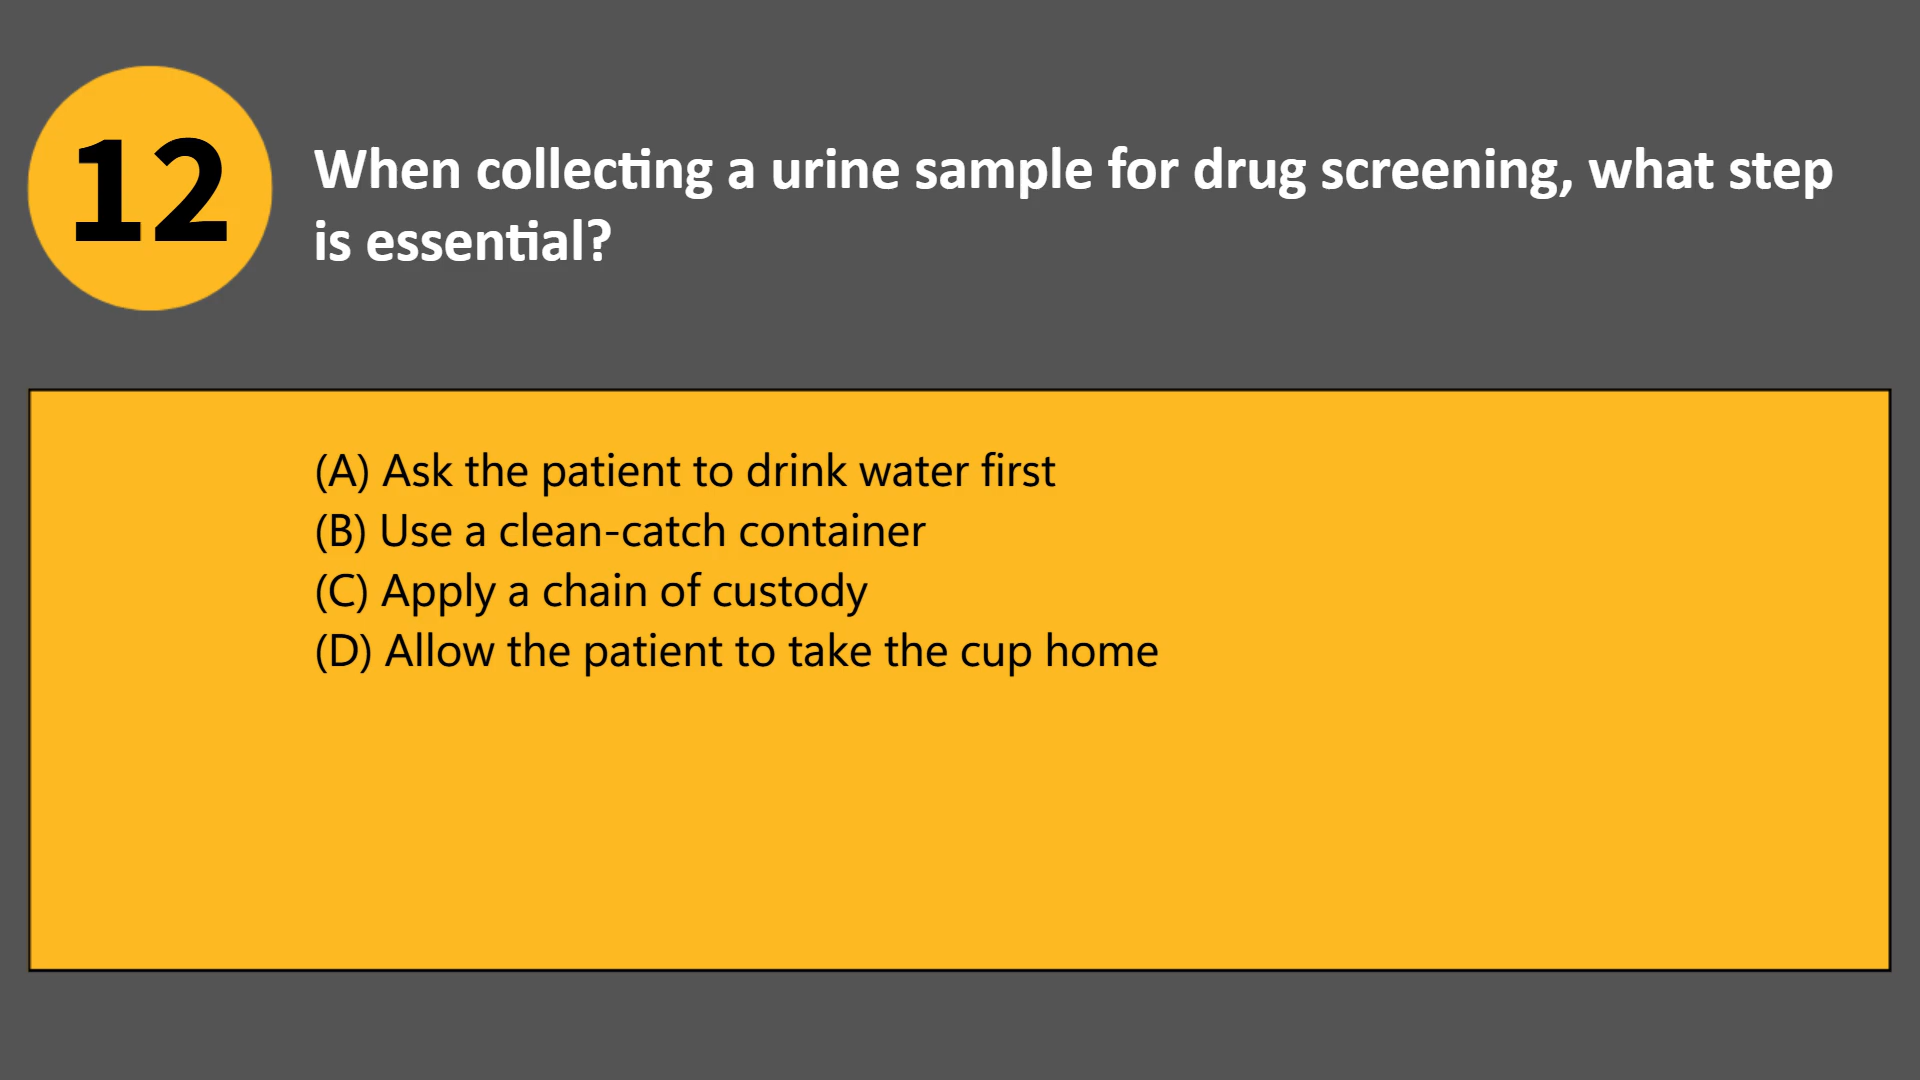 12
When collecting a urine sample for drug screening, what step
is essential?
(A) Ask the patient to drink water first
(B) Use a clean-catch container
(C) Apply a chain of custody
(D) Allow the patient to take the cup home